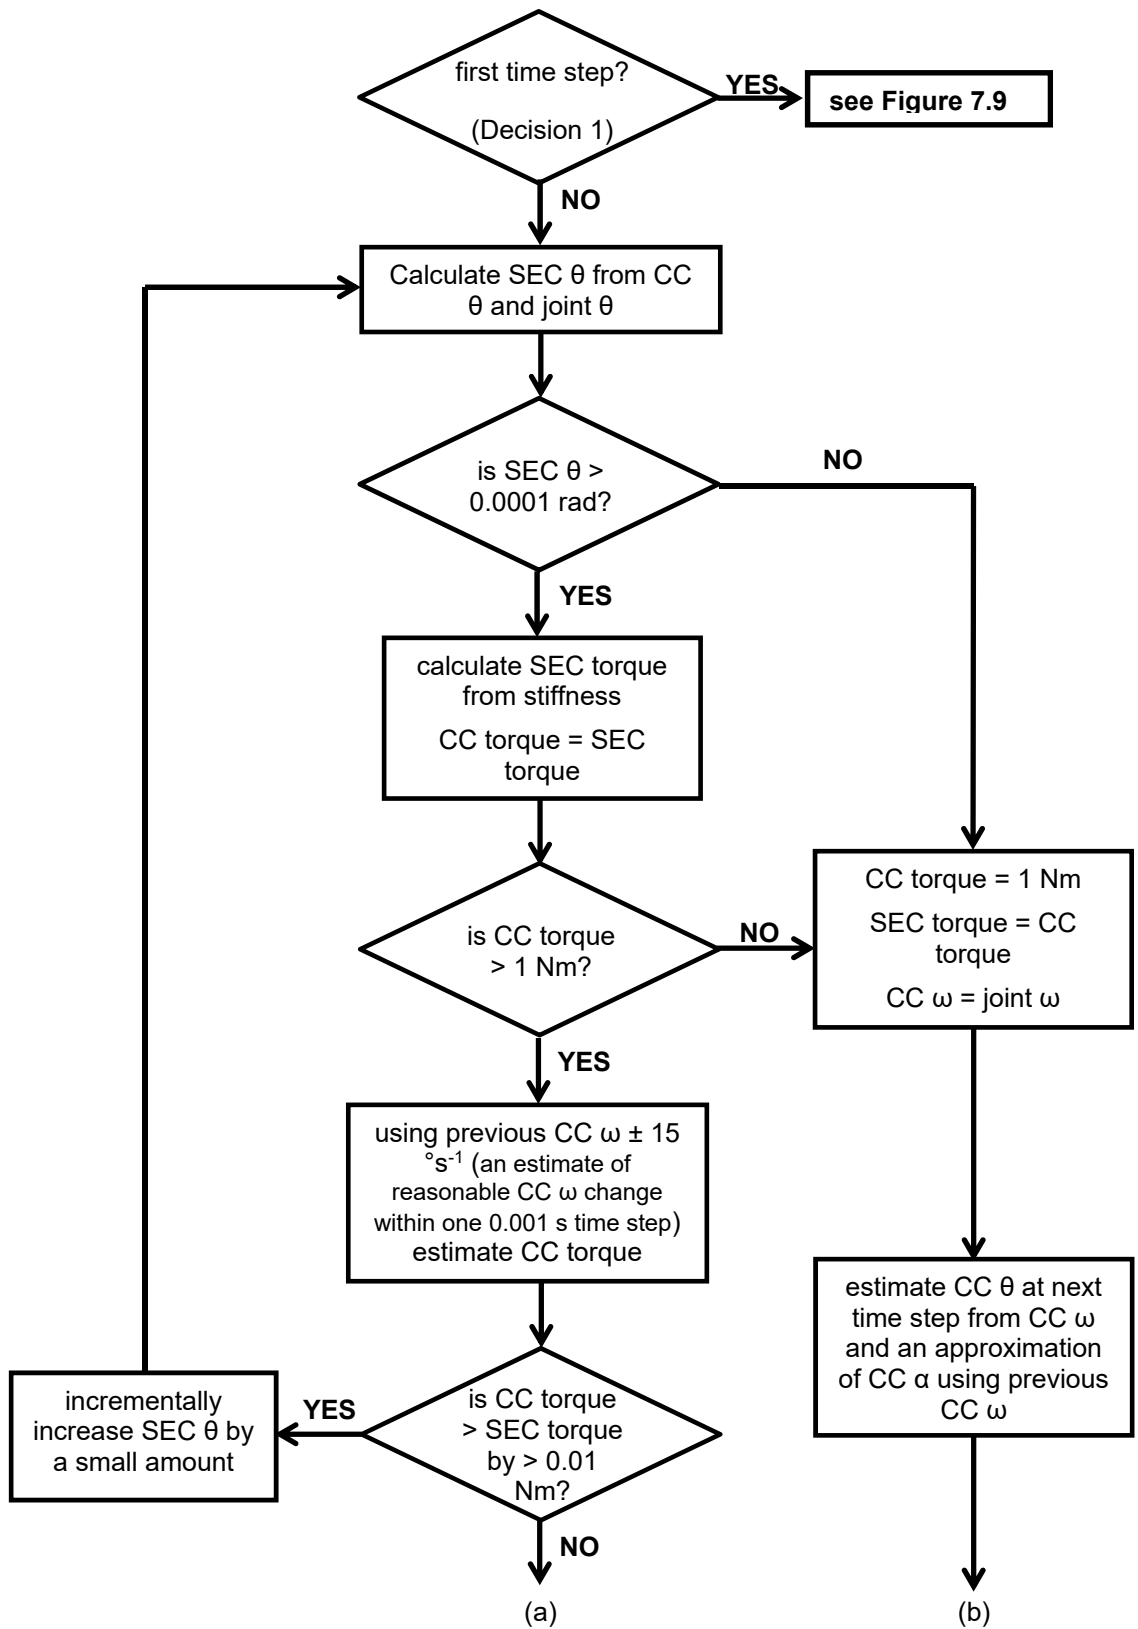 first time step?
(Decision 1)
YES
see Figure 7.9
NO
Calculate SEC θ from CC
θ and joint θ
is SEC θ >
0.0001 rad?
NO
YES
calculate SEC torque
from stiffness
CC torque = SEC
torque
is CC torque
> 1 Nm?
NO
CC torque = 1 Nm
SEC torque = CC
torque
CC ω = joint ω
YES
using previous CC ω ± 15
°s-1 (an estimate of
reasonable CC ω change
within one 0.001 s time step)
estimate CC torque
estimate CC θ at next
time step from CC ω
and an approximation
of CC α using previous
CC ω
is CC torque
> SEC torque
by > 0.01
Nm?
YES
incrementally
increase SEC θ by
a small amount
NO
(a)
(b)